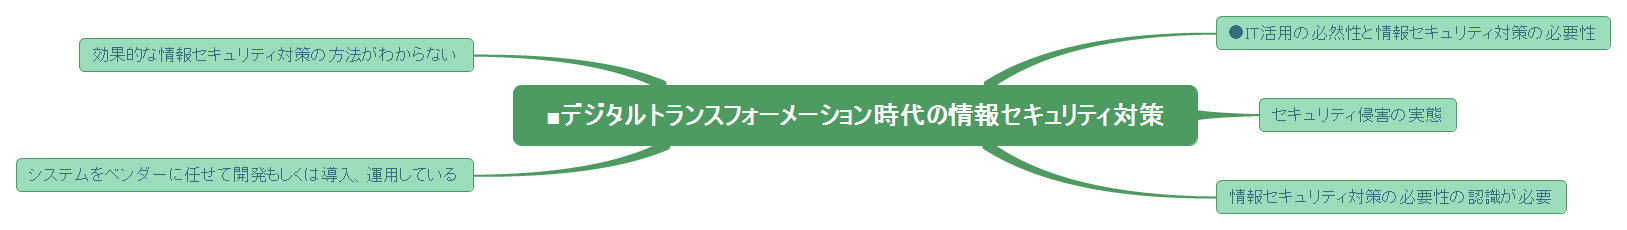 ■デジタルトランスフォーメーション時代の情報セキュリティ対策
●IT活用の必然性と情報セキュリティ対策の必要性
セキュリティ侵害の実態
情報セキュリティ対策の必要性の認識が必要
効果的な情報セキュリティ対策の方法がわからない
システムをベンダーに任せて開発もしくは導入、運用している